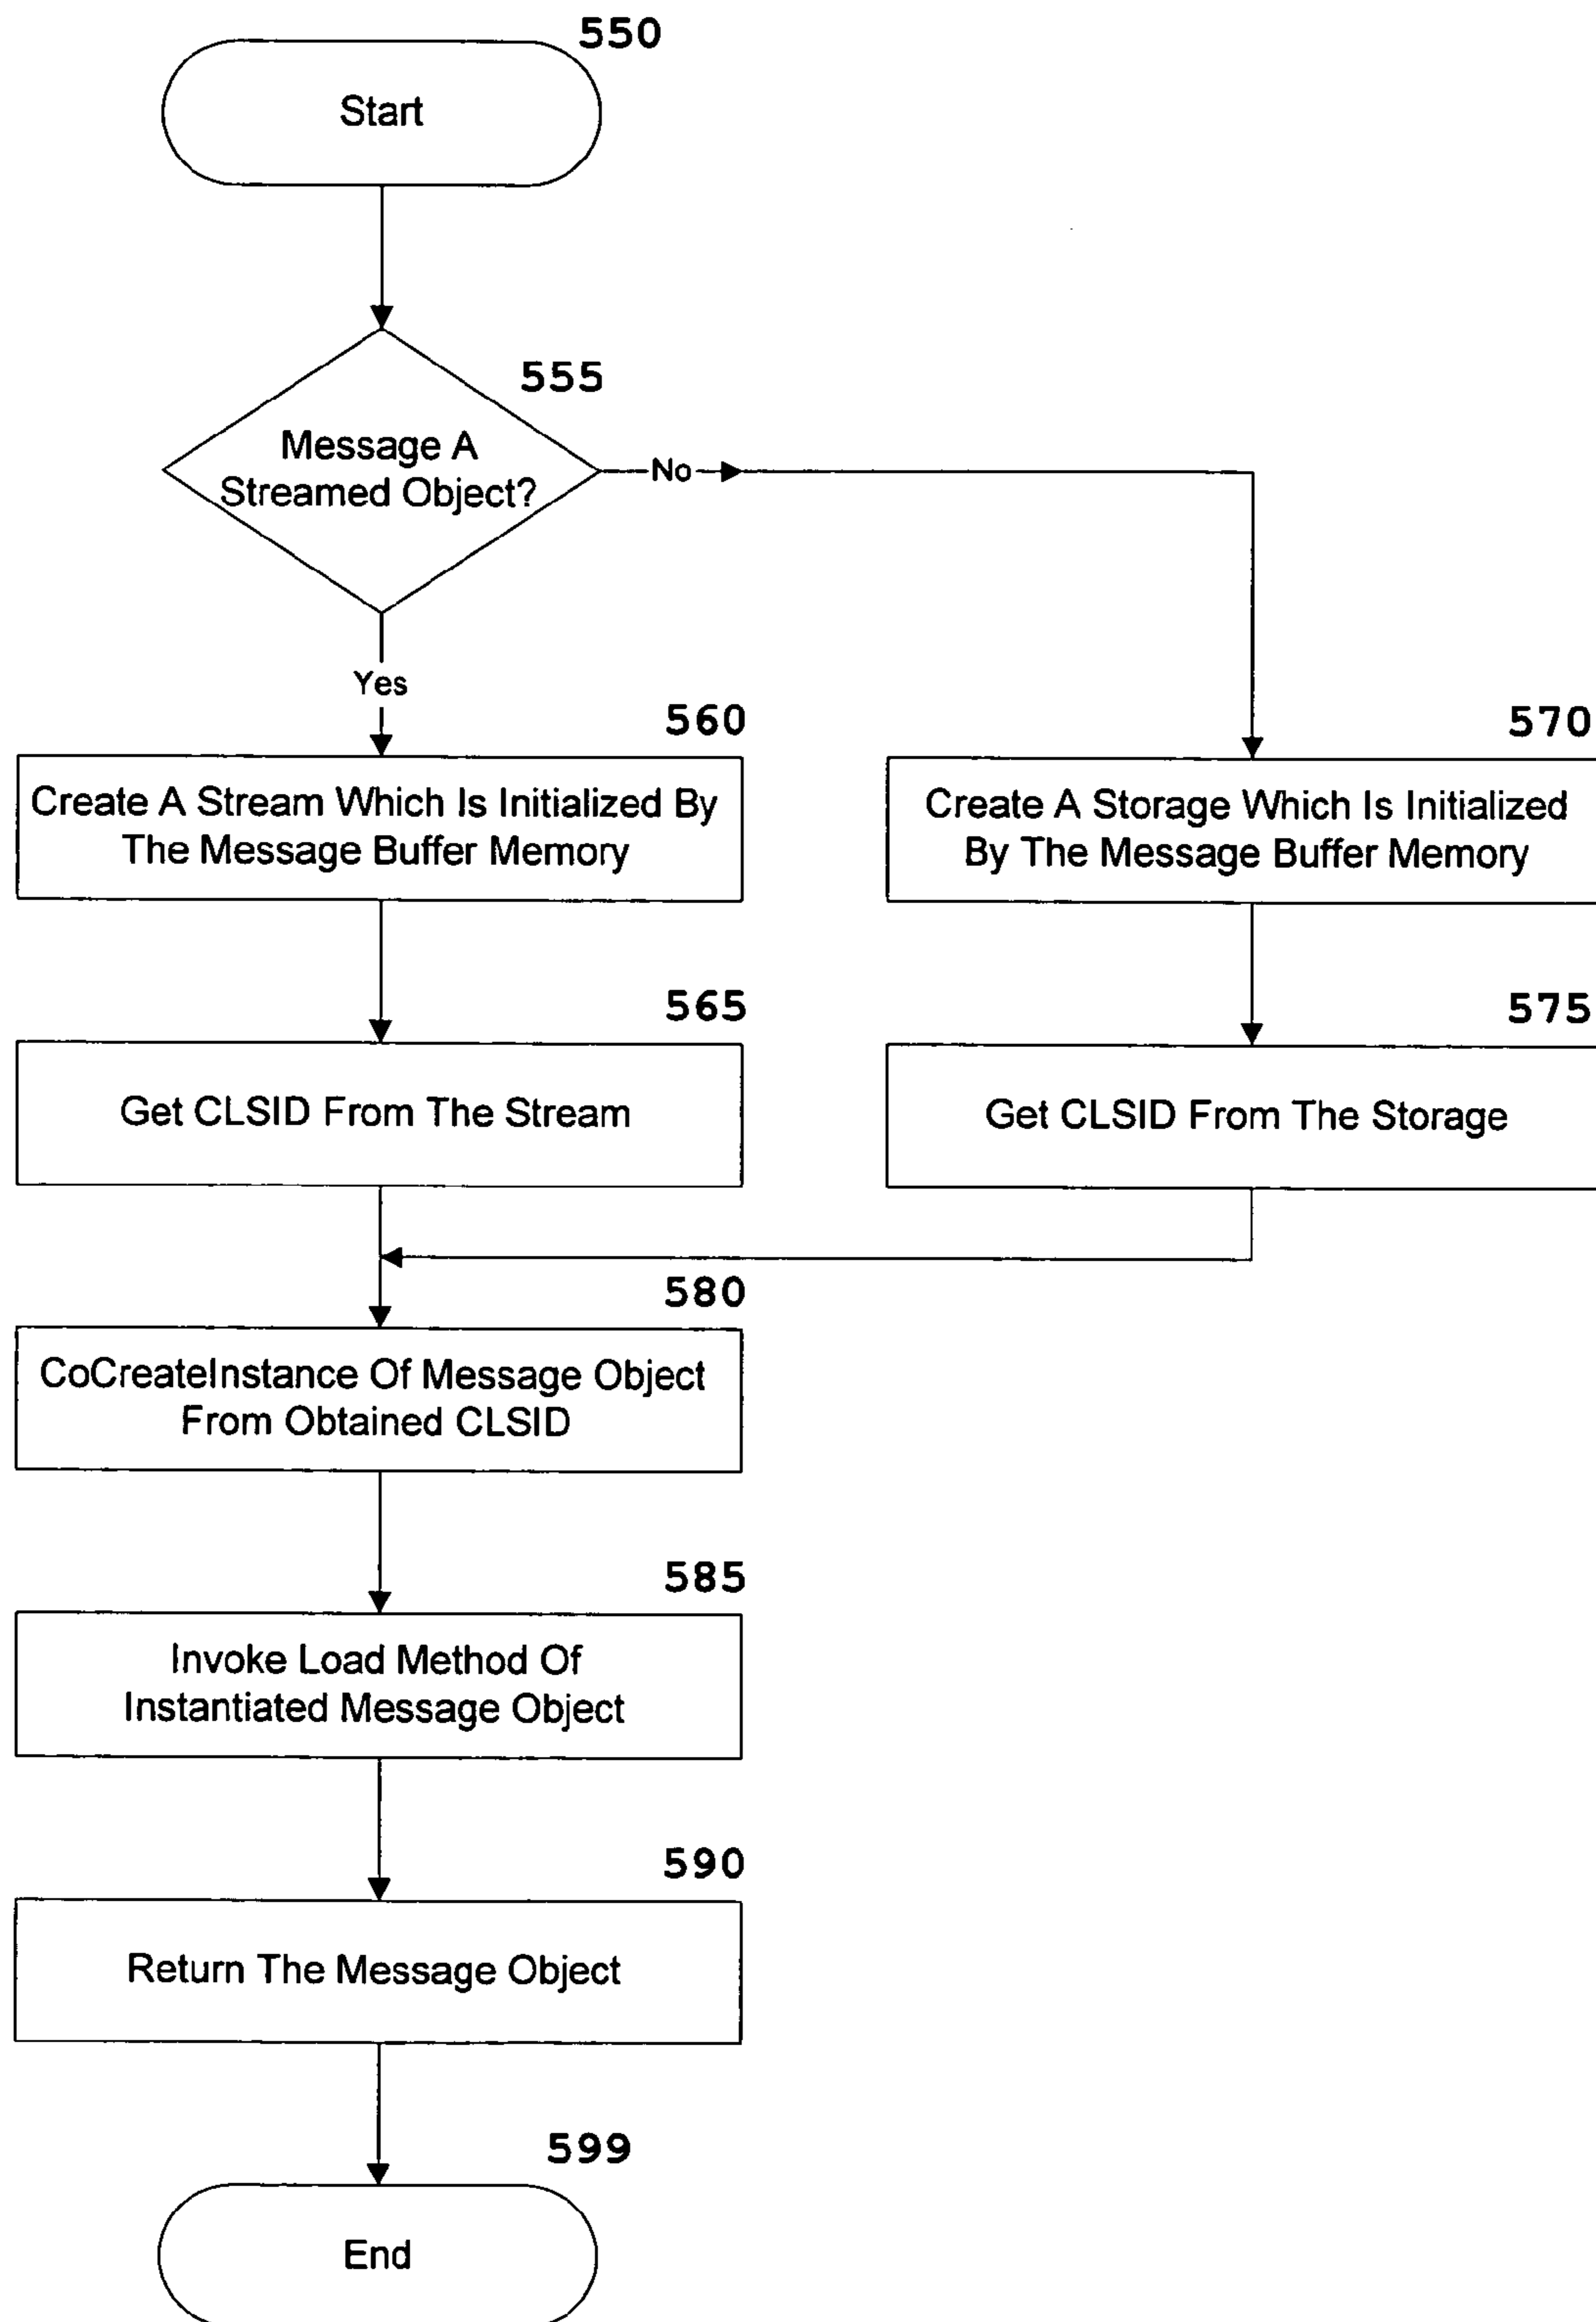 550
Start
555
Message A
Streamed Object?
No
Yes
560
Create A Stream Which Is Initialized By
The Message Buffer Memory
570
Create A Storage Which Is Initialized
By The Message Buffer Memory
565
Get CLSID From The Stream
575
Get CLSID From The Storage
580
CoCreateInstance Of Message Object
From Obtained CLSID
585
Invoke Load Method Of
Instantiated Message Object
590
Return The Message Object
599
End